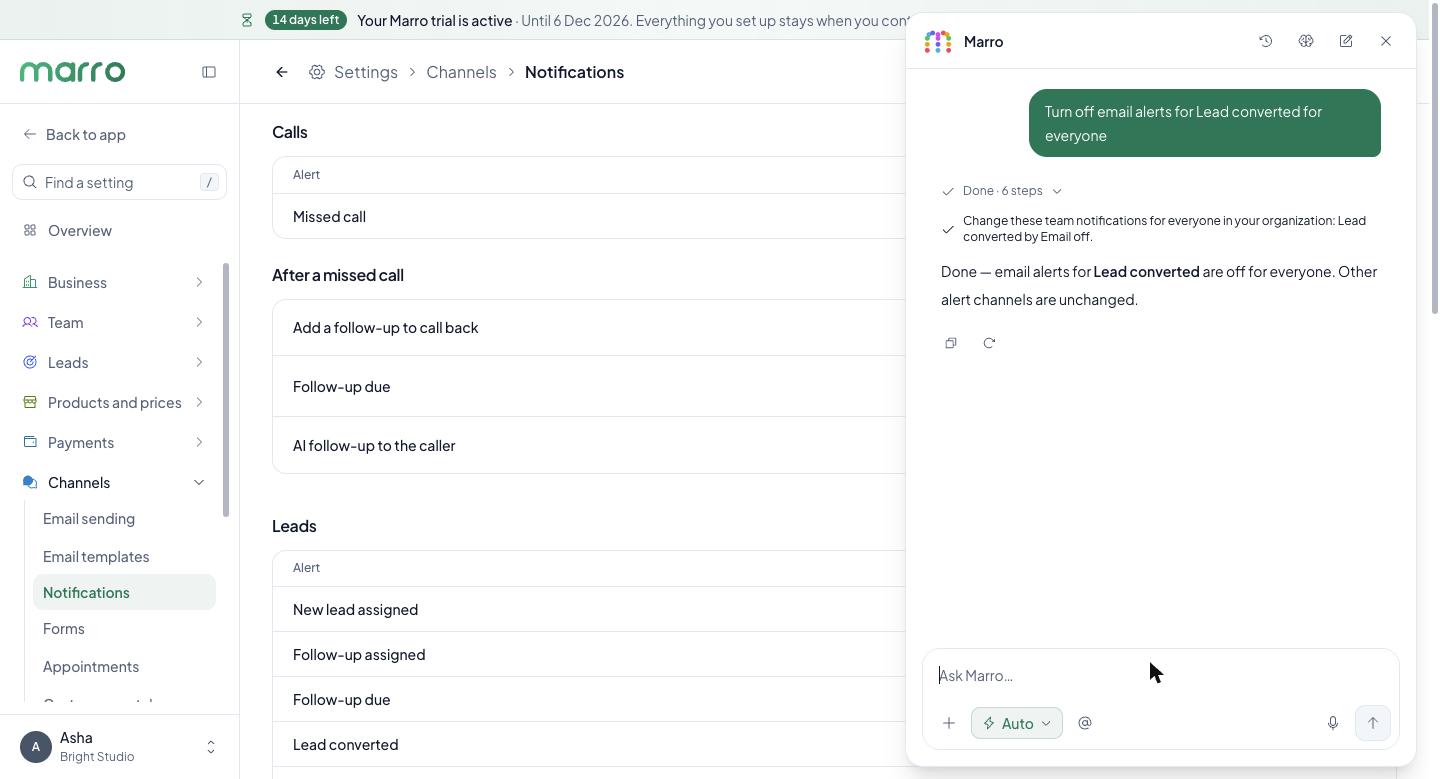 14 days left Your Marro trial is active · Until 6 Dec 2026. Everything you set up stays when you
marro
Settings > Channels > Notifications
Back to app
Find a setting /
Overview
Business
Team
Leads
Products and prices
Payments
Channels
Email sending
Email templates
Notifications
Forms
Appointments
A
Asha
Bright Studio
Calls
Alert
Missed call
After a missed call
Add a follow-up to call back
Follow-up due
AI follow-up to the caller
Leads
Alert
New lead assigned
Follow-up assigned
Follow-up due
Lead converted
Marro
Turn off email alerts for Lead converted for
everyone
Done · 6 steps
Change these team notifications for everyone in your organization: Lead
converted by Email off.
Done — email alerts for Lead converted are off for everyone. Other
alert channels are unchanged.
Ask Marro...
Auto
@